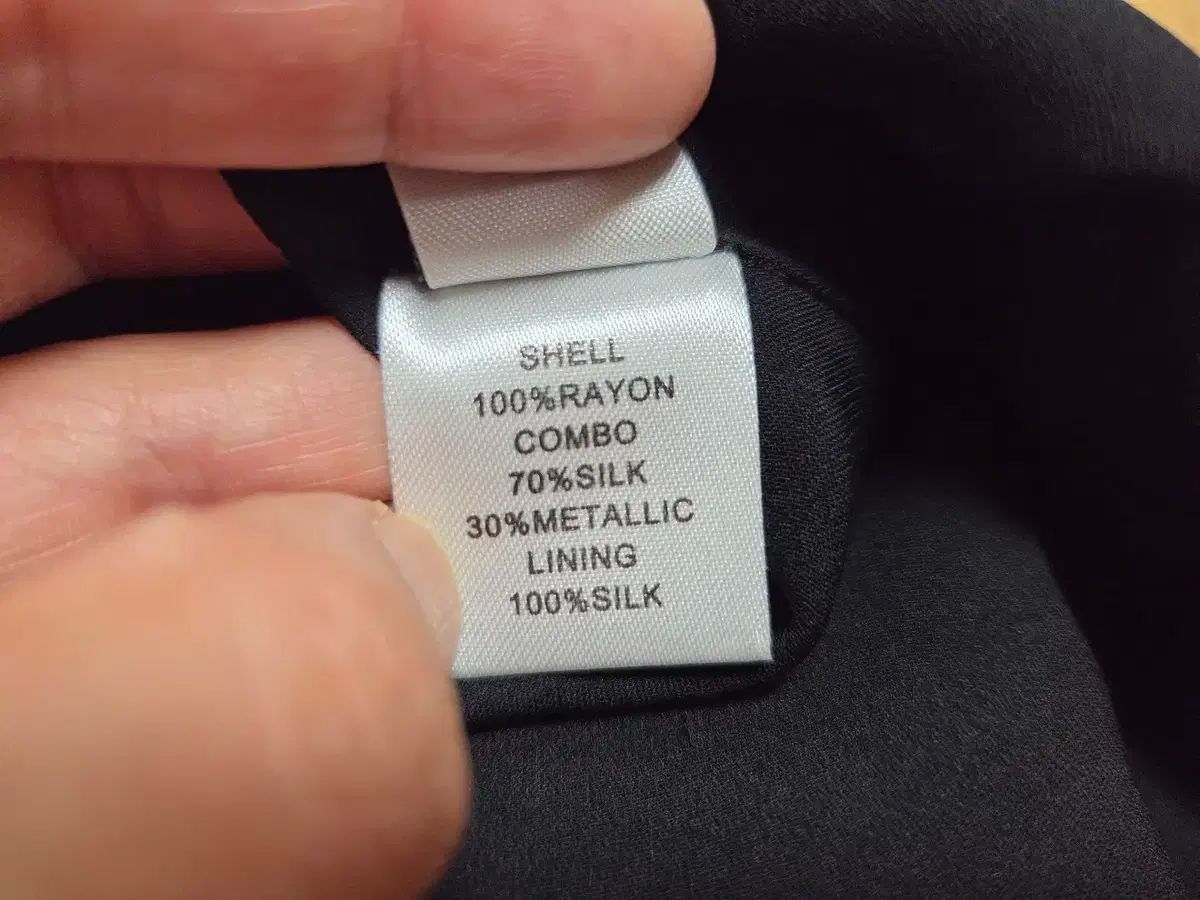 SHELL
100%RAYON
COMBO
70%SILK
30%METALLIC
LINING
100%SILK